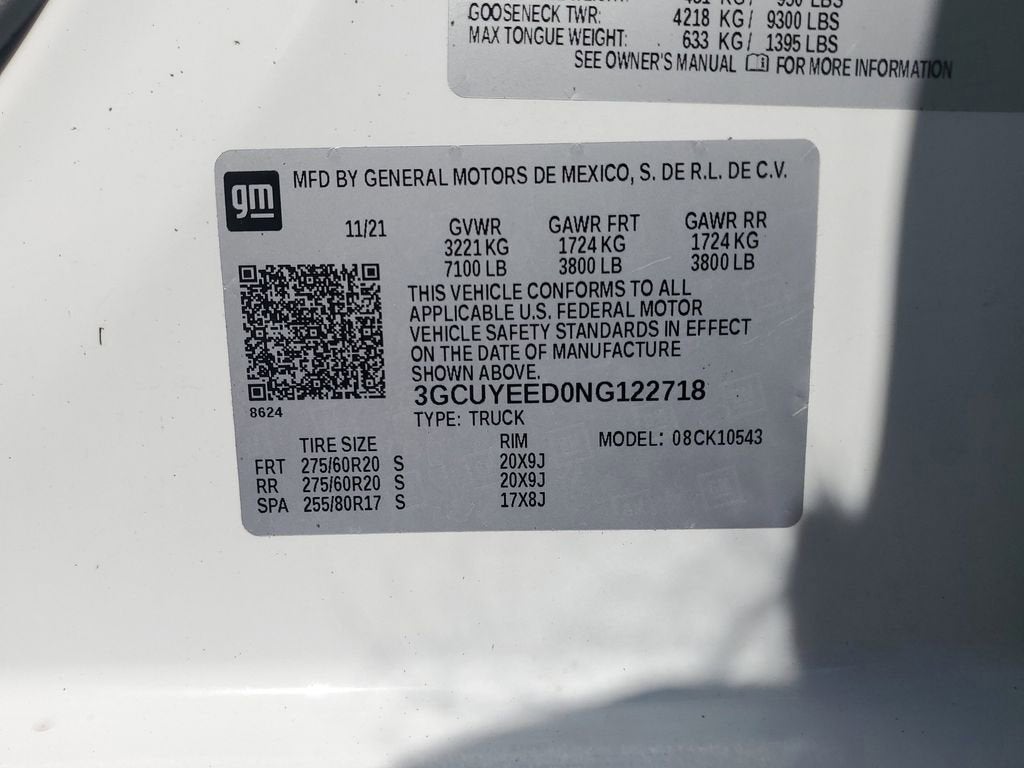 481 KG/ 950 LBS
GOOSENECK TWR: 4218 KG/ 9300 LBS
MAX TONGUE WEIGHT: 633 KG/ 1395 LBS
SEE OWNER'S MANUAL FOR MORE INFORMATION
gm
MFD BY GENERAL MOTORS DE MEXICO, S. DE R.L. DE C.V.
11/21 GVWR GAWR FRT GAWR RR
3221 KG 1724 KG 1724 KG
7100 LB 3800 LB 3800 LB
THIS VEHICLE CONFORMS TO ALL
APPLICABLE U.S. FEDERAL MOTOR
VEHICLE SAFETY STANDARDS IN EFFECT
ON THE DATE OF MANUFACTURE
SHOWN ABOVE.
3GCUYEED0NG122718
8624
TYPE: TRUCK
TIRE SIZE RIM MODEL: 08CK10543
FRT 275/60R20 S 20X9J
RR 275/60R20 S 20X9J
SPA 255/80R17 S 17X8J